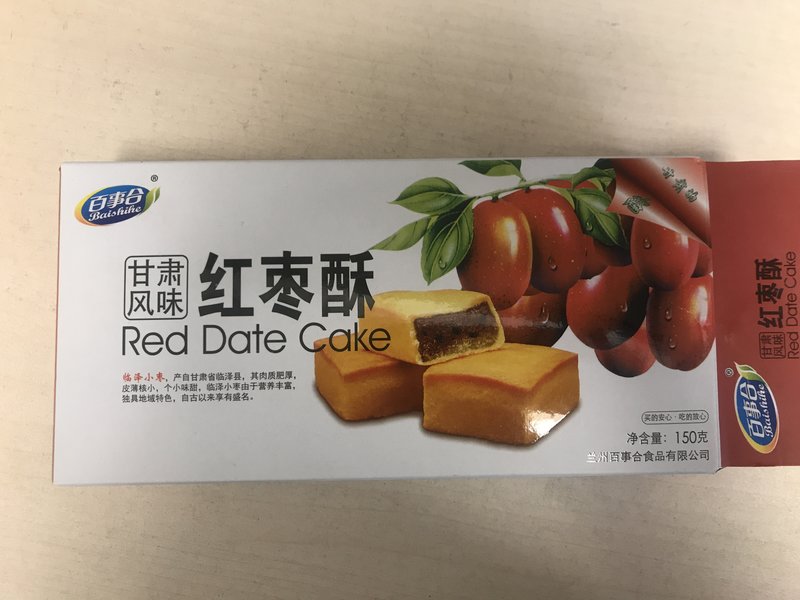 百事合
®
Baishihe
甘肃
风味
红枣酥
Red Date Cake
临泽小枣，产自甘肃省临泽县，其肉质肥厚，
皮薄核小，个小味甜，临泽小枣由于营养丰富，
独具地域特色，自古以来享有盛名。
买的安心·吃的放心
净含量：150克
兰州百事合食品有限公司
甘肃
风味
红枣酥
Red Date Cake
百事合
®
Baishihe